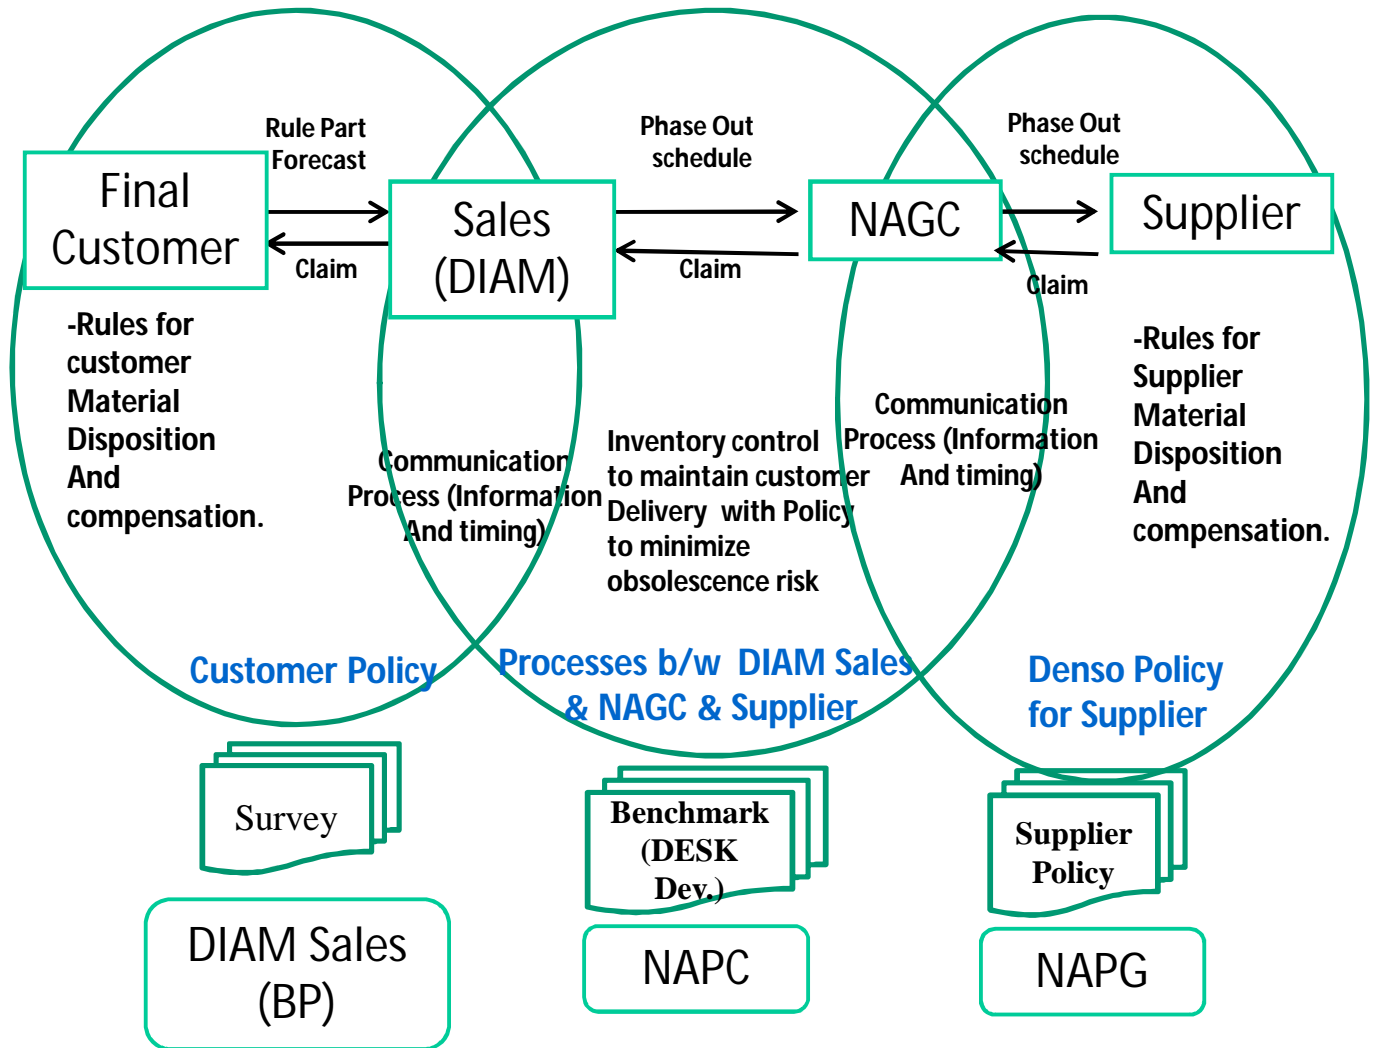 Rule Part
Forecast
Phase Out
schedule
Phase Out
schedule
Final
Customer
Sales
(DIAM)
NAGC
Supplier
Claim
Claim
Claim
-Rules for
customer
Material
Disposition
And
compensation.
Communication
Process (Information
And timing)
Inventory control
to maintain customer
Delivery with Policy
to minimize
obsolescence risk
Communication
Process (Information
And timing)
-Rules for
Supplier
Material
Disposition
And
compensation.
Customer Policy
Processes b/w DIAM Sales
& NAGC & Supplier
Denso Policy
for Supplier
Survey
Benchmark
(DESK
Dev.)
Supplier
Policy
DIAM Sales
(BP)
NAPC
NAPG